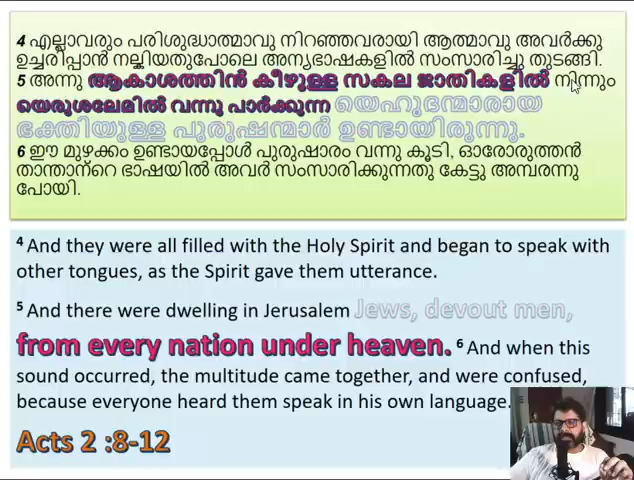 4 എല്ലാവരും പരിശുദ്ധാത്മാവു നിറഞ്ഞവരായി ആത്മാവു അവർക്കു
ഉച്ചരിപ്പാൻ നല്കിയതുപോലെ അന്യഭാഷകളിൽ സംസാരിച്ചു തുടങ്ങി.
5 അന്നു ആകാശത്തിൻ കീഴുള്ള സകല ജാതികളിൽ നിന്നും
യെരൂശലേമിൽ വന്നു പാർക്കുന്ന യെഹൂദന്മാരായ
ഭക്തിയുള്ള പുരുഷന്മാർ ഉണ്ടായിരുന്നു.
6 ഈ മുഴക്കം ഉണ്ടായപ്പോൾ പുരുഷാരം വന്നു കൂടി, ഓരോരുത്തൻ
താന്താന്റെ ഭാഷയിൽ അവർ സംസാരിക്കുന്നതു കേട്ടു അമ്പരന്നു
പോയി.
4 And they were all filled with the Holy Spirit and began to speak with
other tongues, as the Spirit gave them utterance.
5 And there were dwelling in Jerusalem Jews, devout men,
from every nation under heaven. 6 And when this
sound occurred, the multitude came together, and were confused,
because everyone heard them speak in his own language.
Acts 2 :8-12